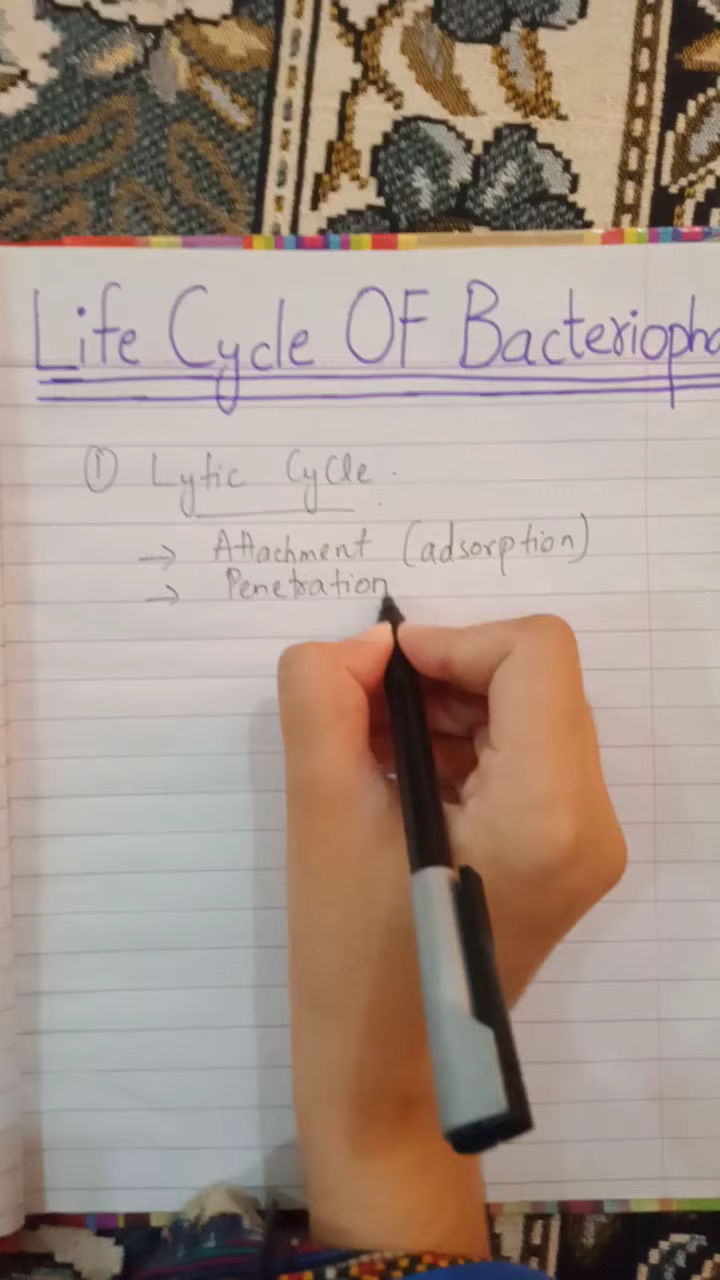 Life Cycle OF Bacteriopha
① Lytic Cycle.
→ Attachment (adsorption)
→ Penetration